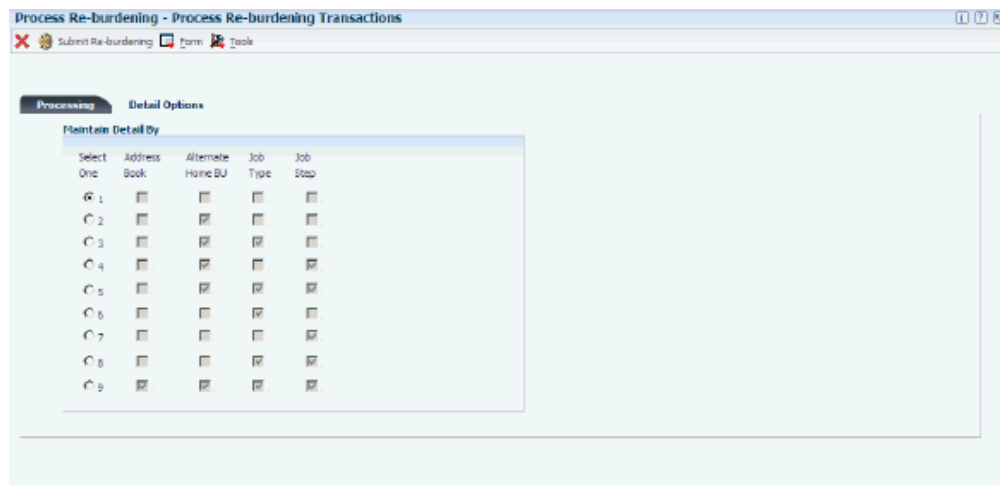 Process Re-burdening - Process Re-burdening Transactions
Submit Re-burdening Form Tools
Processing Detail Options
Maintain Detail By
Select Address Alternate Job Job
One Book Home BU Type Step
1
2
3
4
5
6
7
8
9